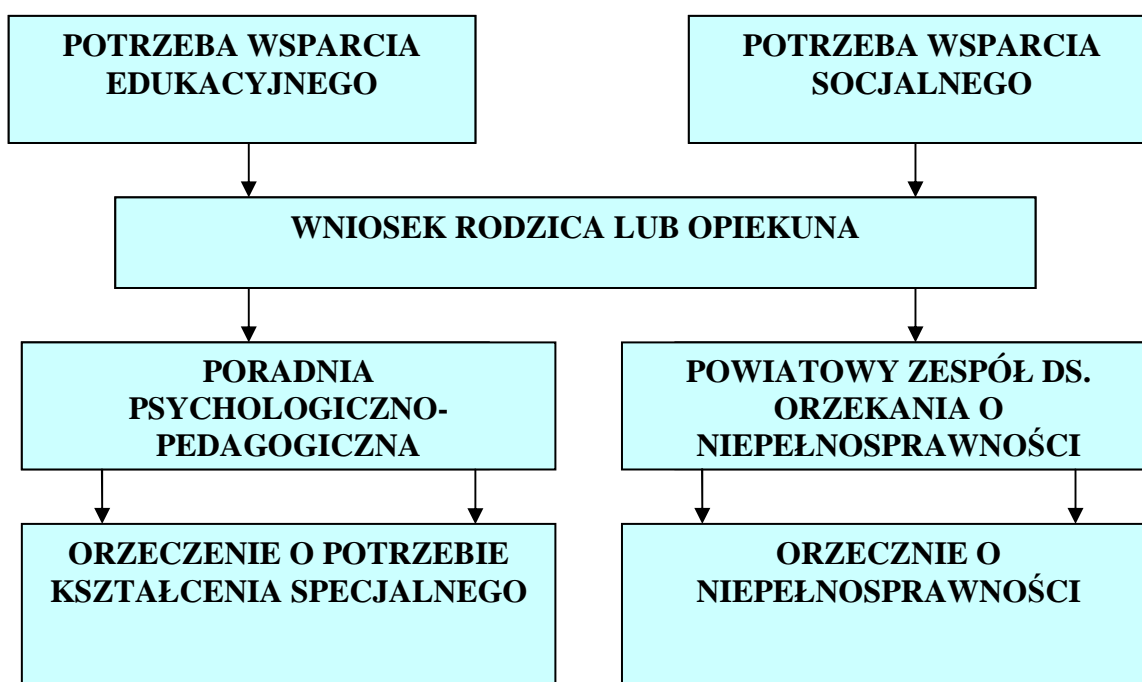 POTRZEBA WSPARCIA
EDUKACYJNEGO
POTRZEBA WSPARCIA
SOCJALNEGO
WNIOSEK RODZICA LUB OPIEKUNA
PORADNIA
PSYCHOLOGICZNO-
PEDAGOGICZNA
POWIATOWY ZESPÓŁ DS.
ORZEKANIA O
NIEPEŁNOSPRAWNOŚCI
ORZECZENIE O POTRZEBIE
KSZTAŁCENIA SPECJALNEGO
ORZECZNIE O
NIEPEŁNOSPRAWNOŚCI